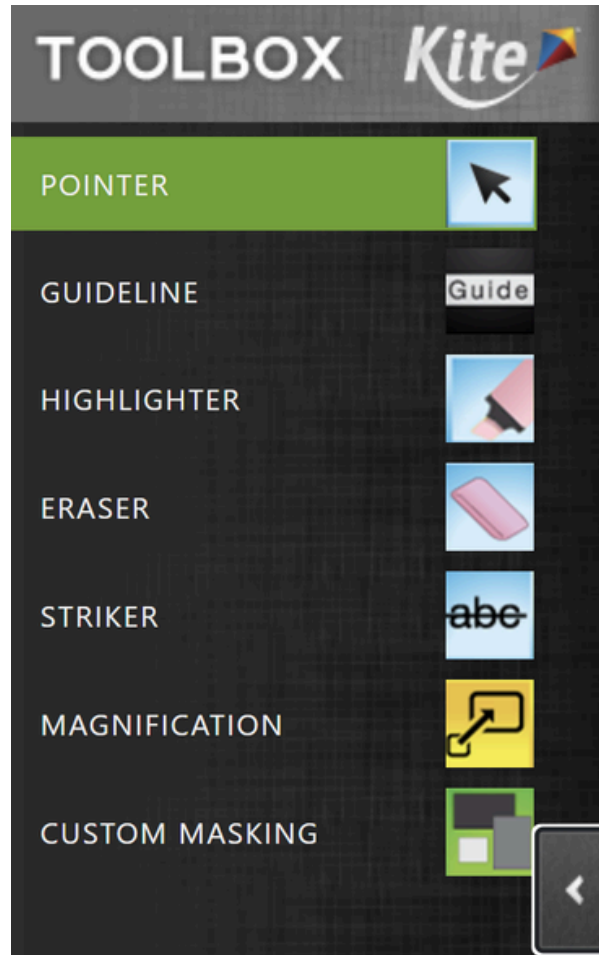 TOOLBOX Kite
POINTER
GUIDELINE Guide
HIGHLIGHTER
ERASER
STRIKER abc
MAGNIFICATION
CUSTOM MASKING